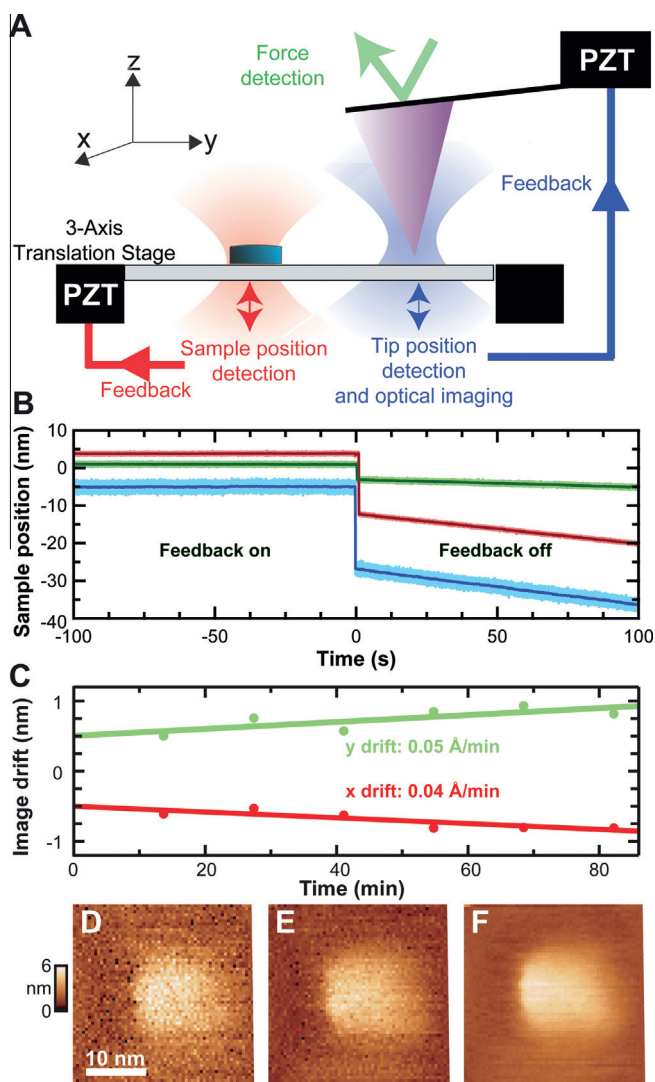 A
Force
detection
PZT
z
x
y
Feedback
3-Axis
Translation Stage
PZT
Sample position
detection
Feedback
Tip position
detection
and optical imaging
B
Sample position (nm)
10
0
-10
-20
-30
-40
Feedback on
Feedback off
-100
-50
0
50
100
Time (s)
C
Image drift (nm)
1
0
-1
y drift: 0.05 Å/min
x drift: 0.04 Å/min
0
20
40
60
80
Time (min)
D
E
F
6
nm
0
10 nm